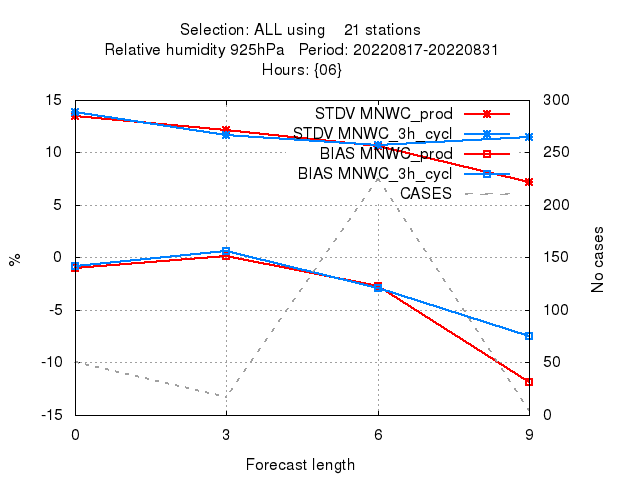 Selection: ALL using 21 stations
Relative humidity 925hPa Period: 20220817-20220831
Hours: {06}
15 300
STDV MNWC_prod
STDV MNWC_3h_cycl
10 250
BIAS MNWC_prod
BIAS MNWC_3h_cycl
CASES
5 200
0 150
%
No cases
-5 100
-10 50
-15 0
0 3 6 9
Forecast length